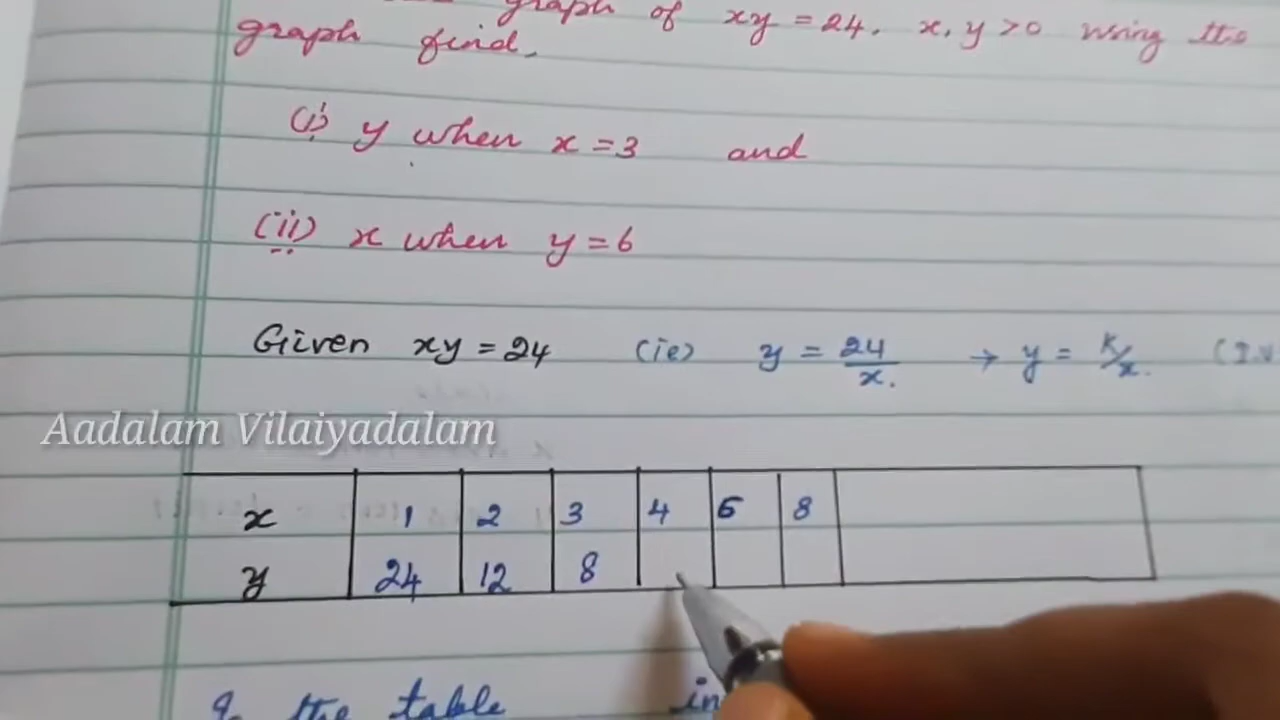 graph of xy = 24. x, y > 0 using the
graph find.
(i) y when x = 3 and
(ii) x when y = 6
Given xy = 24 (ie) y = 24/x. → y = k/x.
Aadalam Vilaiyadalam
x 1 2 3 4 6 8
y 24 12 8
the table in